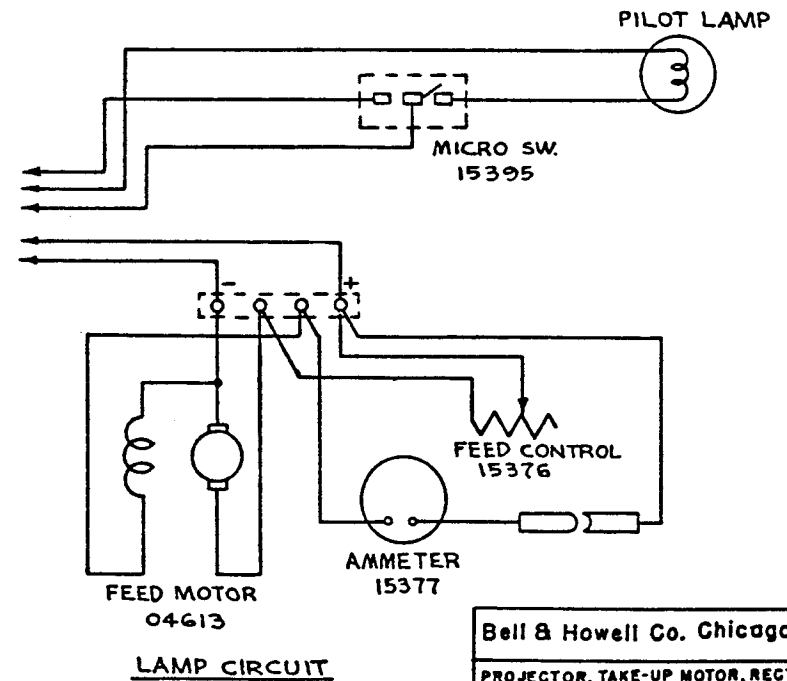 PILOT LAMP
MICRO SW.
15395
-
+
FEED CONTROL
15376
AMMETER
15377
FEED MOTOR
04613
LAMP CIRCUIT
Bell & Howell Co. Chicago
PROJECTOR, TAKE-UP MOTOR, RECT